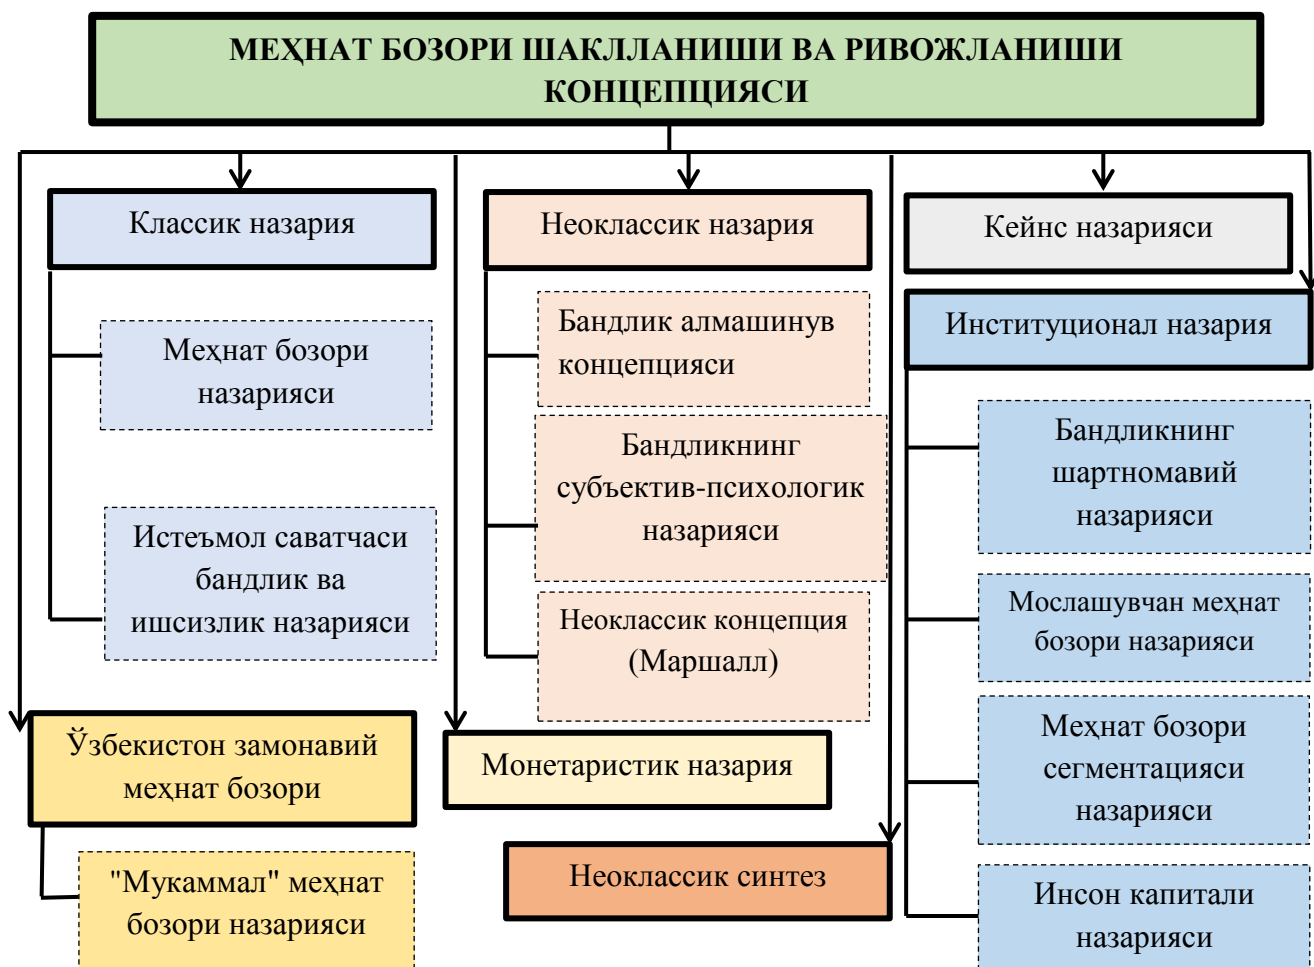 МЕҲНАТ БОЗОРИ ШАКЛЛАНИШИ ВА РИВОЖЛАНИШИ
КОНЦЕПЦИЯСИ
Классик назария
Меҳнат бозори
назарияси
Истеъмол саватчаси
бандлик ва
ишсизлик назарияси
Ўзбекистон замонавий
меҳнат бозори
"Мукаммал" меҳнат
бозори назарияси
Неоклассик назария
Бандлик алмашинув
концепцияси
Бандликнинг
субъектив-психологик
назарияси
Неоклассик концепция
(Маршалл)
Монетаристик назария
Неоклассик синтез
Кейнс назарияси
Институционал назария
Бандликнинг
шартномавий
назарияси
Мослашувчан меҳнат
бозори назарияси
Меҳнат бозори
сегментацияси
назарияси
Инсон капитали
назарияси